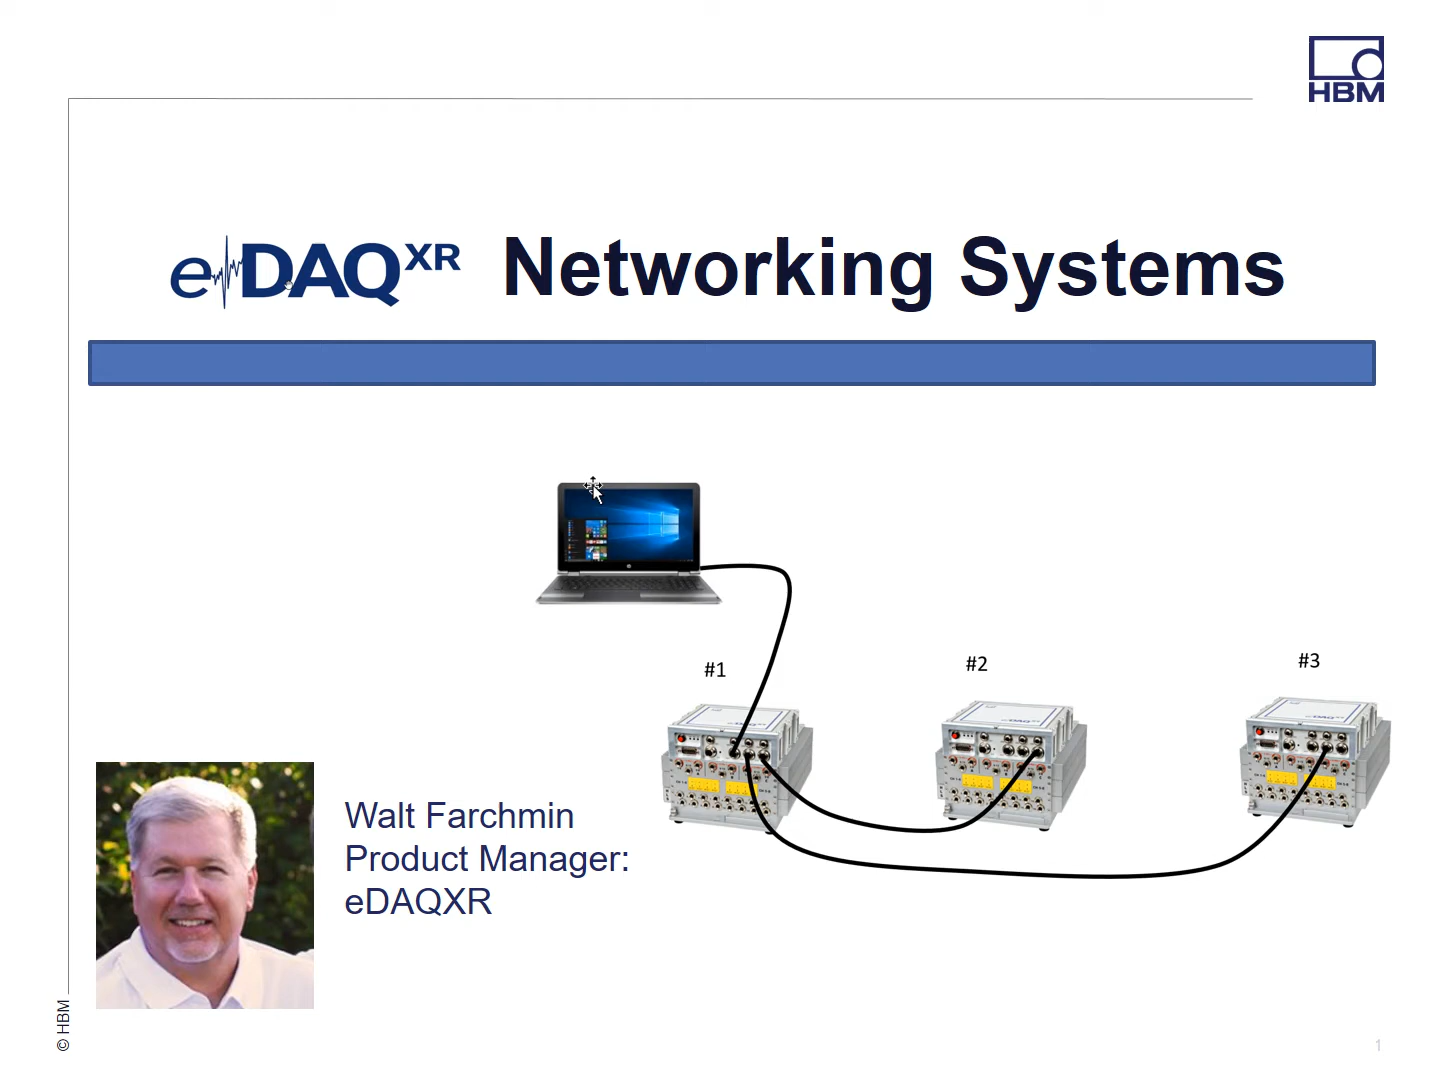 HBM
eDAQXR Networking Systems
#1
#2
#3
Walt Farchmin
Product Manager:
eDAQXR
© HBM
1